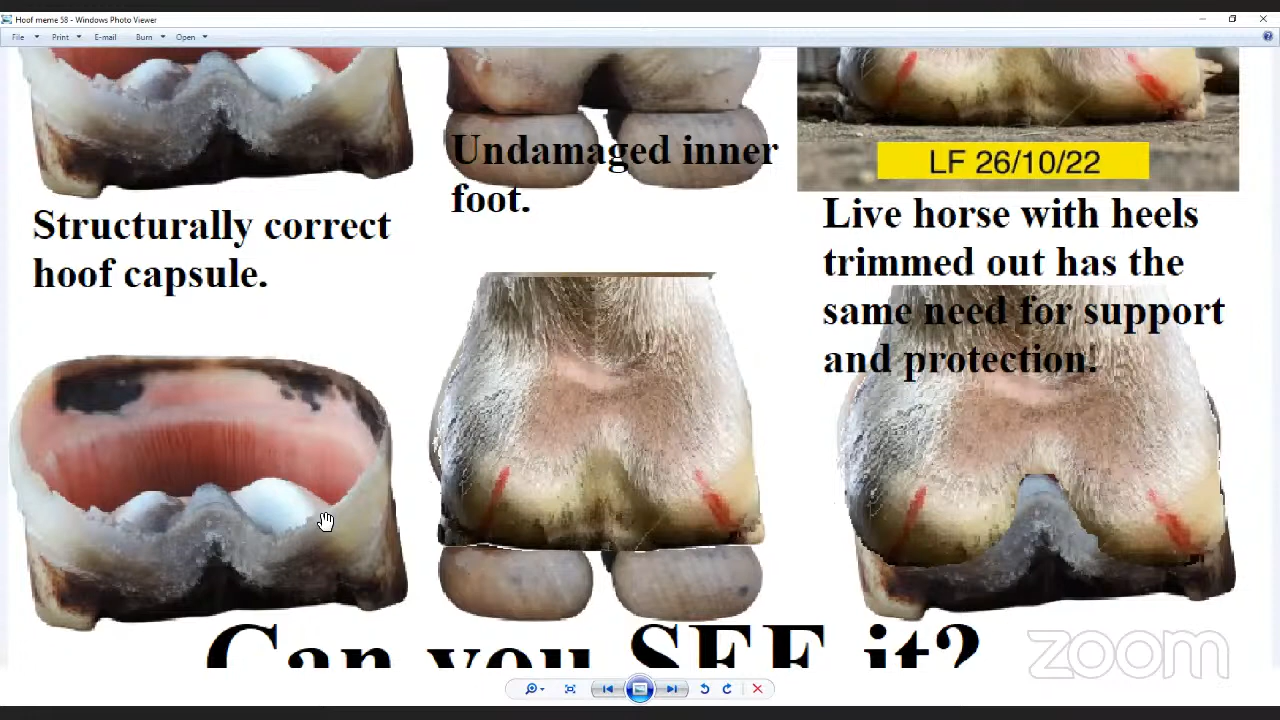 Hoof meme 58 - Windows Photo Viewer
File Print E-mail Burn Open
LF 26/10/22
Undamaged inner
foot.
Structurally correct
hoof capsule.
Live horse with heels
trimmed out has the
same need for support
and protection!
Can you SEE it?
zoom